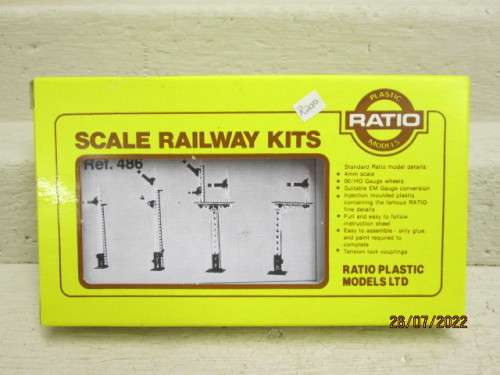 R200
PLASTIC
RATIO
MODELS
SCALE RAILWAY KITS
Ref. 486
Standard Ratio model details:
4mm scale
00/HO Gauge wheels
Suitable EM Gauge conversion
Injection moulded plastic
containing the famous RATIO
fine details
Full and easy to follow
instruction sheet
Easy to assemble - only glue,
and paint required to
complete
Tension lock couplings
RATIO PLASTIC
MODELS LTD
26/07/2022